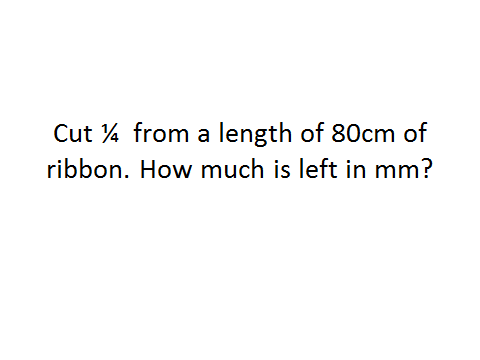 Cut ¼  from a length of 80cm of
ribbon. How much is left in mm?